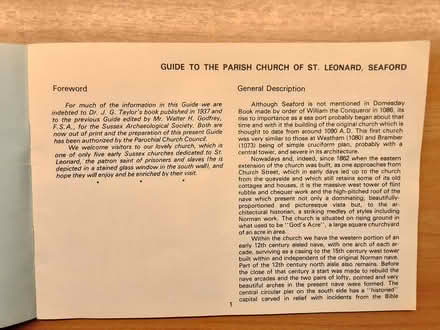 GUIDE TO THE PARISH CHURCH OF ST. LEONARD, SEAFORD
Foreword
For much of the information in this Guide we are
indebted to Dr. J. G. Taylor's book published in 1937 and
to the previous Guide edited by Mr. Walter H. Godfrey,
F.S.A., for the Sussex Archaeological Society. Both are
now out of print and the preparation of this present Guide
has been authorized by the Parochial Church Council.
We welcome visitors to our lovely church, which is
one of only five early Sussex churches dedicated to St.
Leonard, the patron saint of prisoners and slaves (he is
depicted in a stained glass window in the south wall), and
hope they will enjoy and be enriched by their visit.
General Description
Although Seaford is not mentioned in Domesday
Book made by order of William the Conqueror in 1086, its
rise to importance as a sea port probably began about that
time and with it the building of the original church which is
thought to date from around 1090 A.D. This first church
was very similar to those at Weatham (1080) and Bramber
(1073) being of simple cruciform plan, probably with a
central tower, and severe in its architecture.
Nowadays and, indeed, since 1862 when the eastern
extension of the church was built, as one approaches from
Church Street, which in early days led up to the church
from the quayside and which still retains some of its old
cottages and houses, it is the massive west tower of flint
rubble and chequer work and the high-pitched roof of the
nave which present not only a dominating, beautifully-
proportioned and picturesque vista but, to the ar-
chitectural historian, a striking medley of styles including
Norman work. The church is situated on rising ground in
what used to be "God's Acre", a large square churchyard
of an acre in area.
Within the church we have the western portion of an
early 12th century aisled nave, with one arch of each ar-
cade, surviving as a casing to the 15th century west tower
built within and independent of the original Norman nave.
Part of the 12th century north aisle also remains. Before
the close of that century a start was made to rebuild the
nave arcades and the two pairs of lofty, pointed and very
beautiful arches in the present nave were formed. The
central circular pier on the south side has a "historied"
capital carved in relief with incidents from the Bible
1